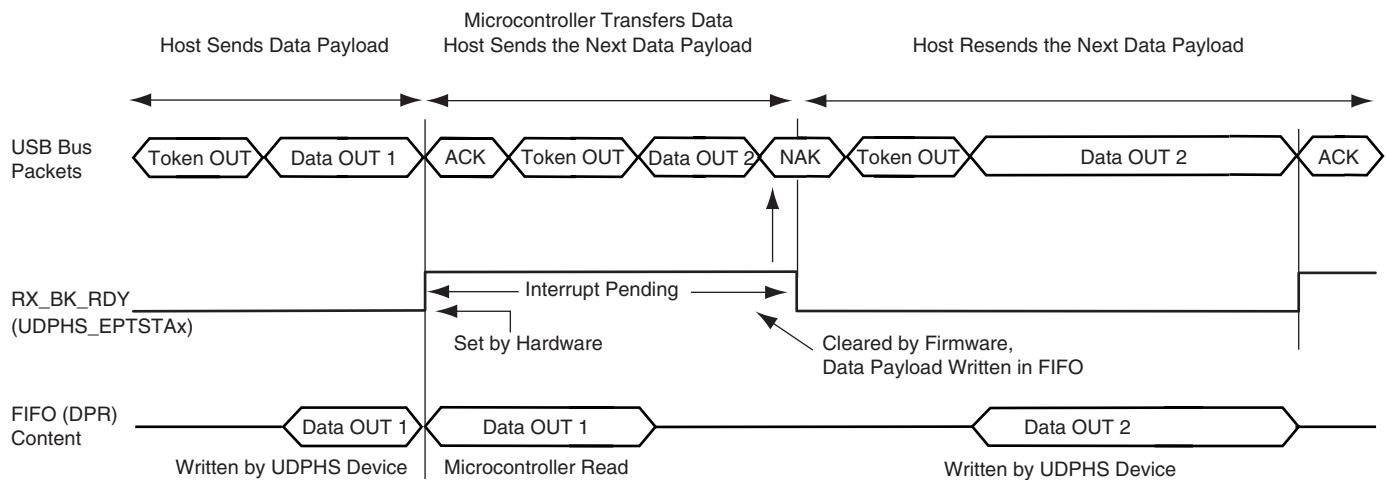 Microcontroller Transfers Data
Host Sends Data Payload
Host Sends the Next Data Payload
Host Resends the Next Data Payload
USB Bus
Packets
Token OUT
Data OUT 1
ACK
Token OUT
Data OUT 2
NAK
Token OUT
Data OUT 2
ACK
RX_BK_RDY
(UDPHS_EPTSTAx)
Interrupt Pending
Set by Hardware
Cleared by Firmware,
Data Payload Written in FIFO
FIFO (DPR)
Content
Data OUT 1
Data OUT 1
Data OUT 2
Written by UDPHS Device
Microcontroller Read
Written by UDPHS Device